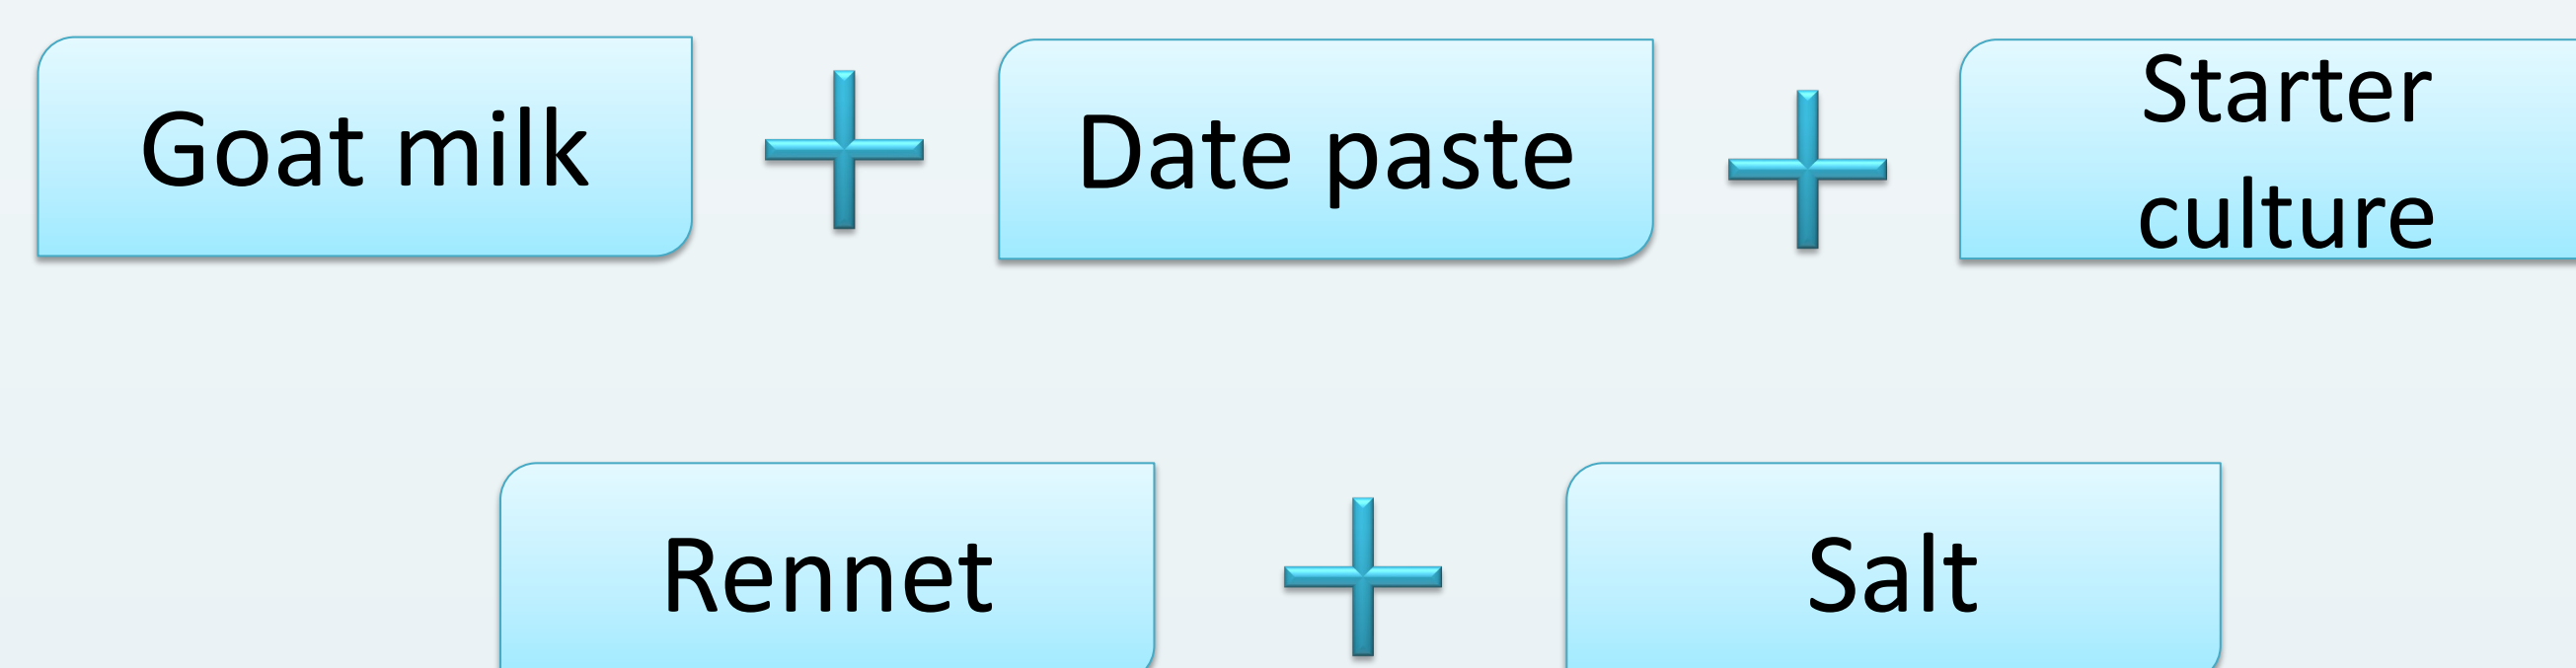 Goat milk
Date paste
Starter
culture
Rennet
Salt